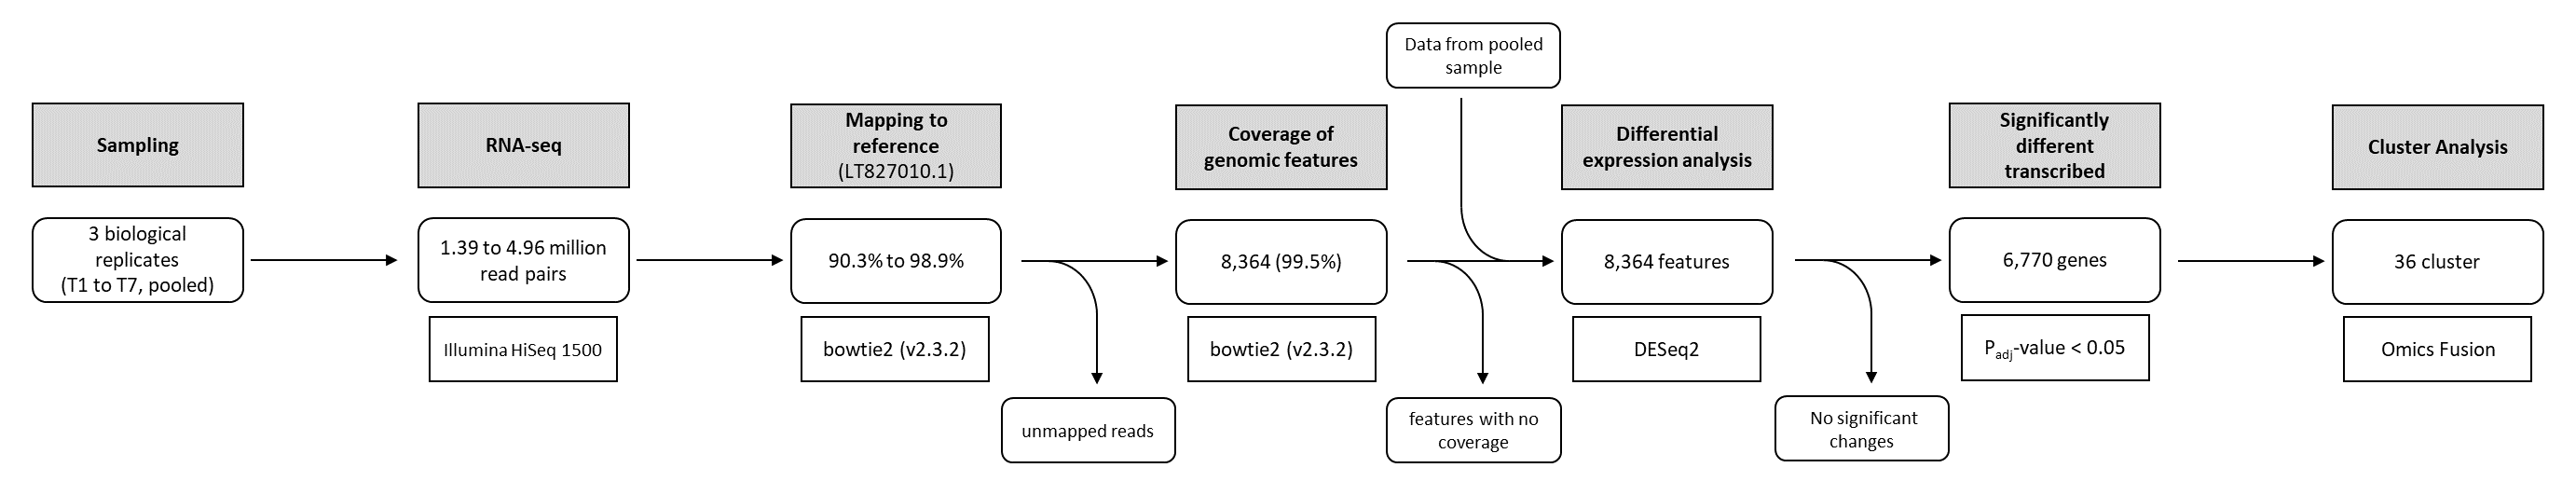 Data from pooled
sample
Sampling
RNA-seq
Mapping to
reference
(LT827010.1)
Coverage of
genomic features
Differential
expression analysis
Significantly
different
transcribed
Cluster Analysis
3 biological
replicates
(T1 to T7, pooled)
1.39 to 4.96 million
read pairs
90.3% to 98.9%
8,364 (99.5%)
8,364 features
6,770 genes
36 cluster
Illumina HiSeq 1500
bowtie2 (v2.3.2)
bowtie2 (v2.3.2)
DESeq2
Padj-value < 0.05
Omics Fusion
unmapped reads
features with no
coverage
No significant
changes